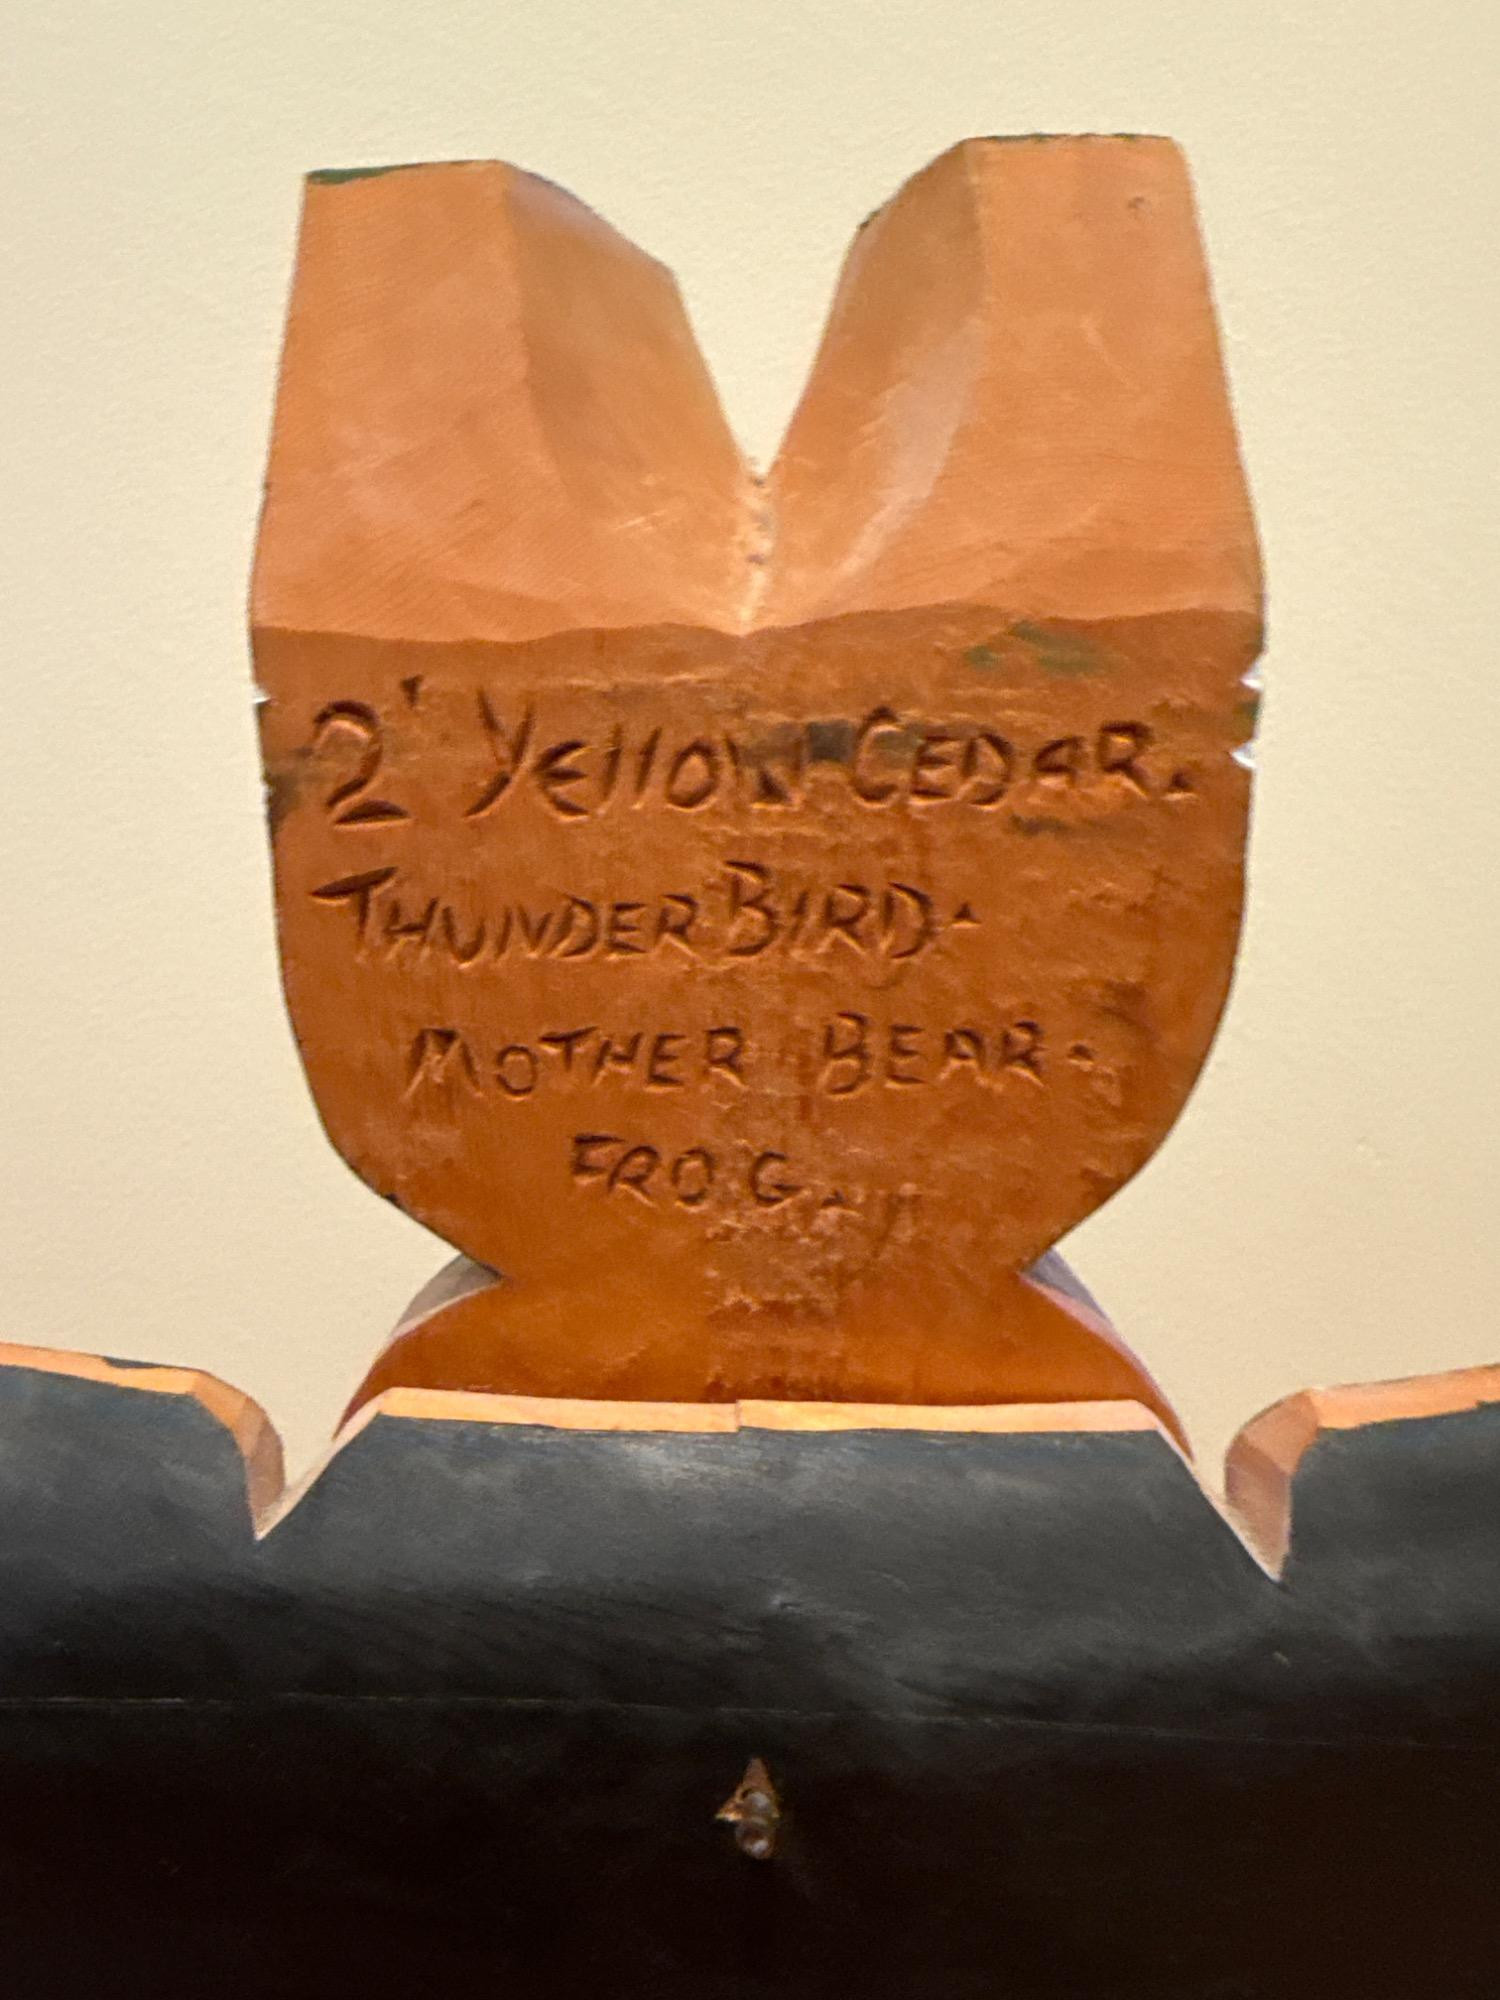 2' Yellow CEDAR.
THUNDER BIRD.
MOTHER BEAR.
FROG.